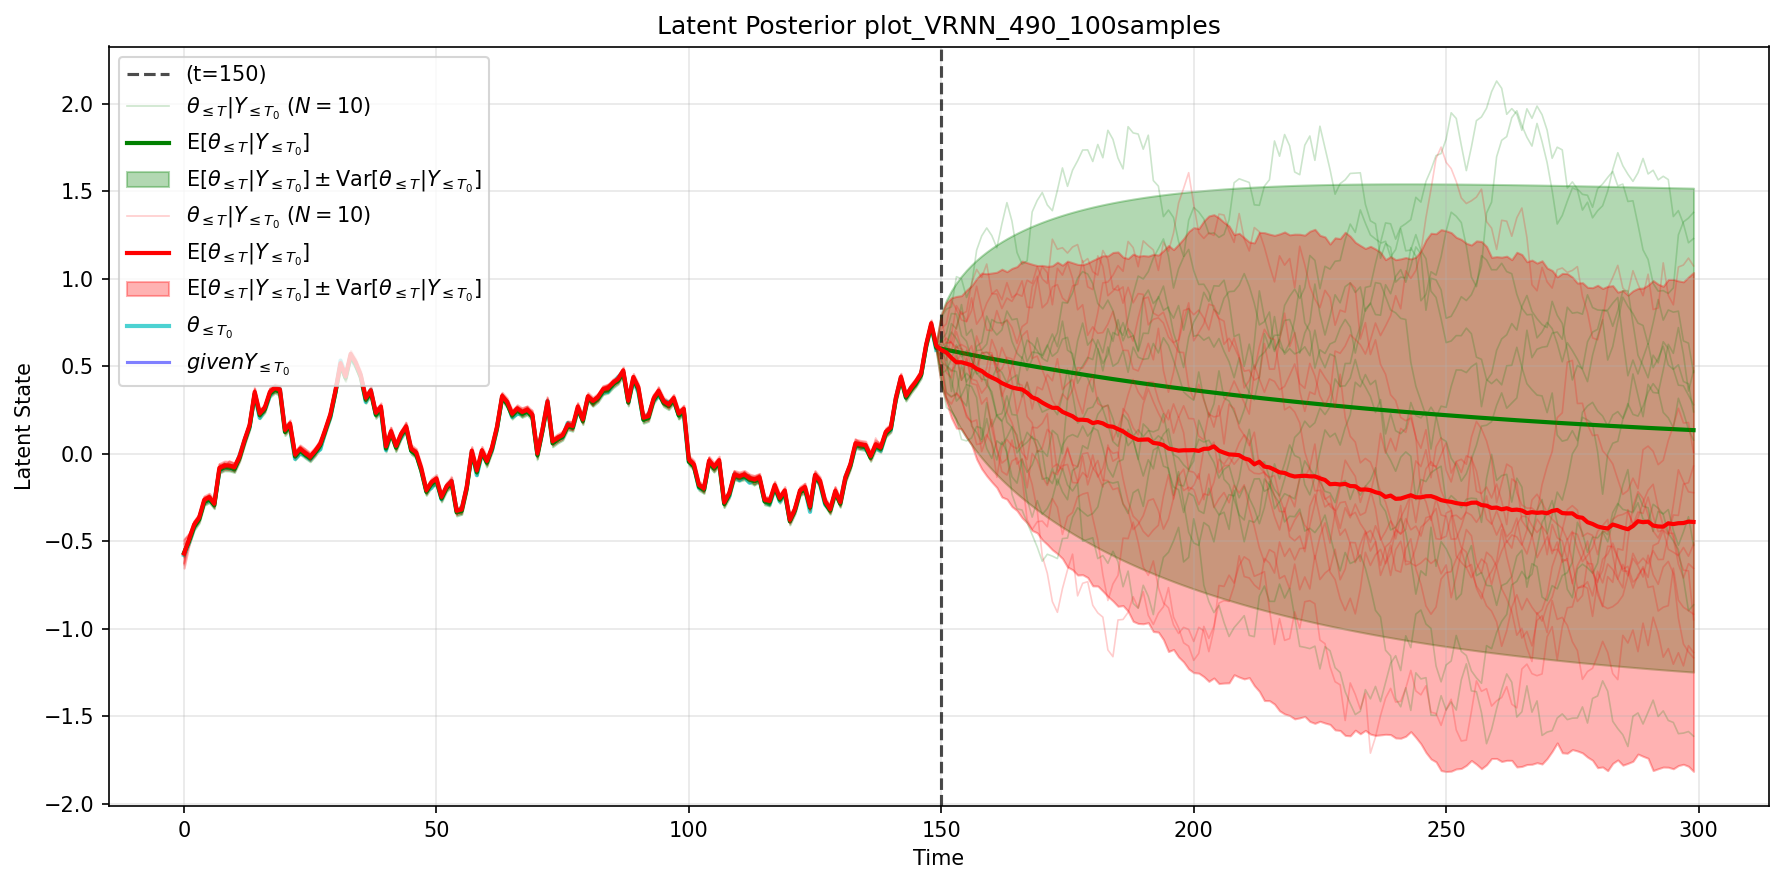 Latent Posterior plot_VRNN_490_100samples
(t=150)
θ≤T|Y≤T₀ (N = 10)
E[θ≤T|Y≤T₀]
E[θ≤T|Y≤T₀] ± Var[θ≤T|Y≤T₀]
θ≤T|Y≤T₀ (N = 10)
E[θ≤T|Y≤T₀]
E[θ≤T|Y≤T₀] ± Var[θ≤T|Y≤T₀]
θ≤T₀
givenY≤T₀
Latent State
2.0
1.5
1.0
0.5
0.0
−0.5
−1.0
−1.5
−2.0
0 50 100 150 200 250 300
Time